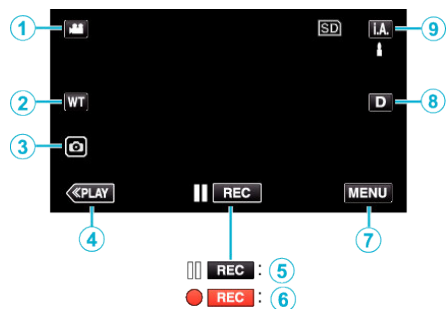 1 SD i.A. 9
2 WT D 8
3
≪PLAY REC MENU
4 7
REC : 5
REC : 6